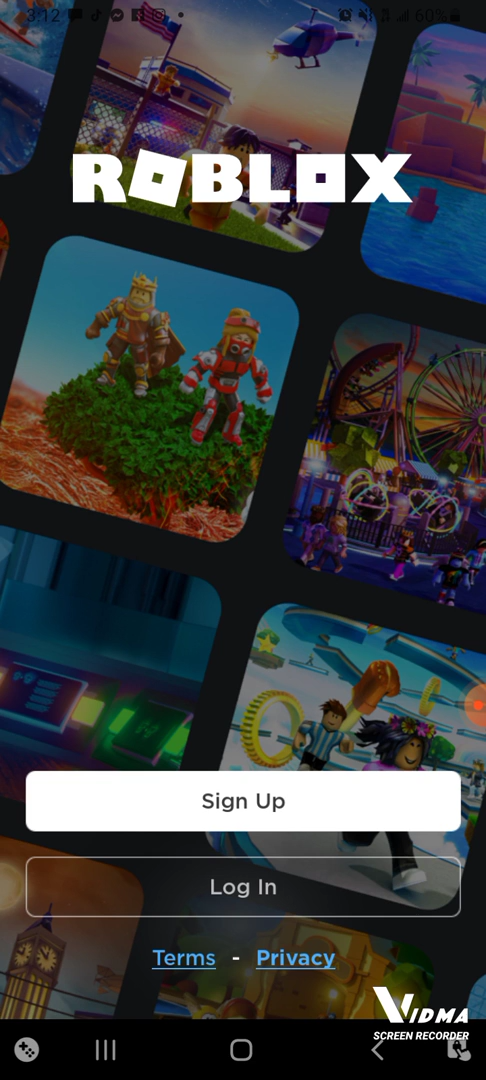 3:12
60%
ROBLOX
Sign Up
Log In
Terms - Privacy
VIDMA
SCREEN RECORDER